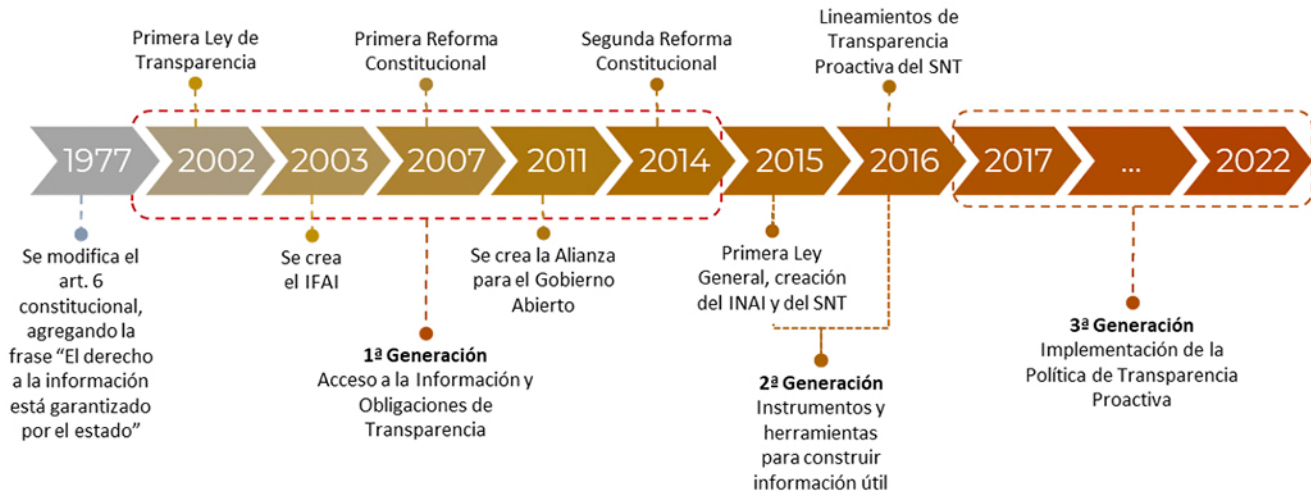 Primera Ley de
Transparencia
Primera Reforma
Constitucional
Segunda Reforma
Constitucional
Lineamientos de
Transparencia
Proactiva del SNT
1977
2002
2003
2007
2011
2014
2015
2016
2017
...
2022
Se modifica el
art. 6
constitucional,
agregando la
frase “El derecho
a la información
está garantizado
por el estado”
Se crea
el IFAI
1ª Generación
Acceso a la Información y
Obligaciones de
Transparencia
Se crea la Alianza
para el Gobierno
Abierto
Primera Ley
General, creación
del INAI y del SNT
2ª Generación
Instrumentos y
herramientas
para construir
información útil
3ª Generación
Implementación de la
Política de Transparencia
Proactiva